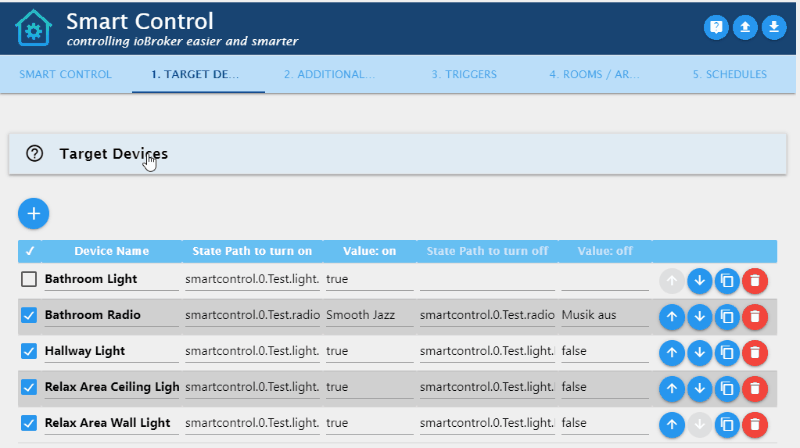 Smart Control
controlling ioBroker easier and smarter
SMART CONTROL 1. TARGET DE... 2. ADDITIONAL... 3. TRIGGERS 4. ROOMS / AR... 5. SCHEDULES
Target Devices
Device Name State Path to turn on Value: on State Path to turn off Value: off
Bathroom Light smartcontrol.0.Test.light. true
Bathroom Radio smartcontrol.0.Test.radio Smooth Jazz smartcontrol.0.Test.radio Musik aus
Hallway Light smartcontrol.0.Test.light. true smartcontrol.0.Test.light. false
Relax Area Ceiling Ligh smartcontrol.0.Test.light. true smartcontrol.0.Test.light. false
Relax Area Wall Light smartcontrol.0.Test.light. true smartcontrol.0.Test.light. false